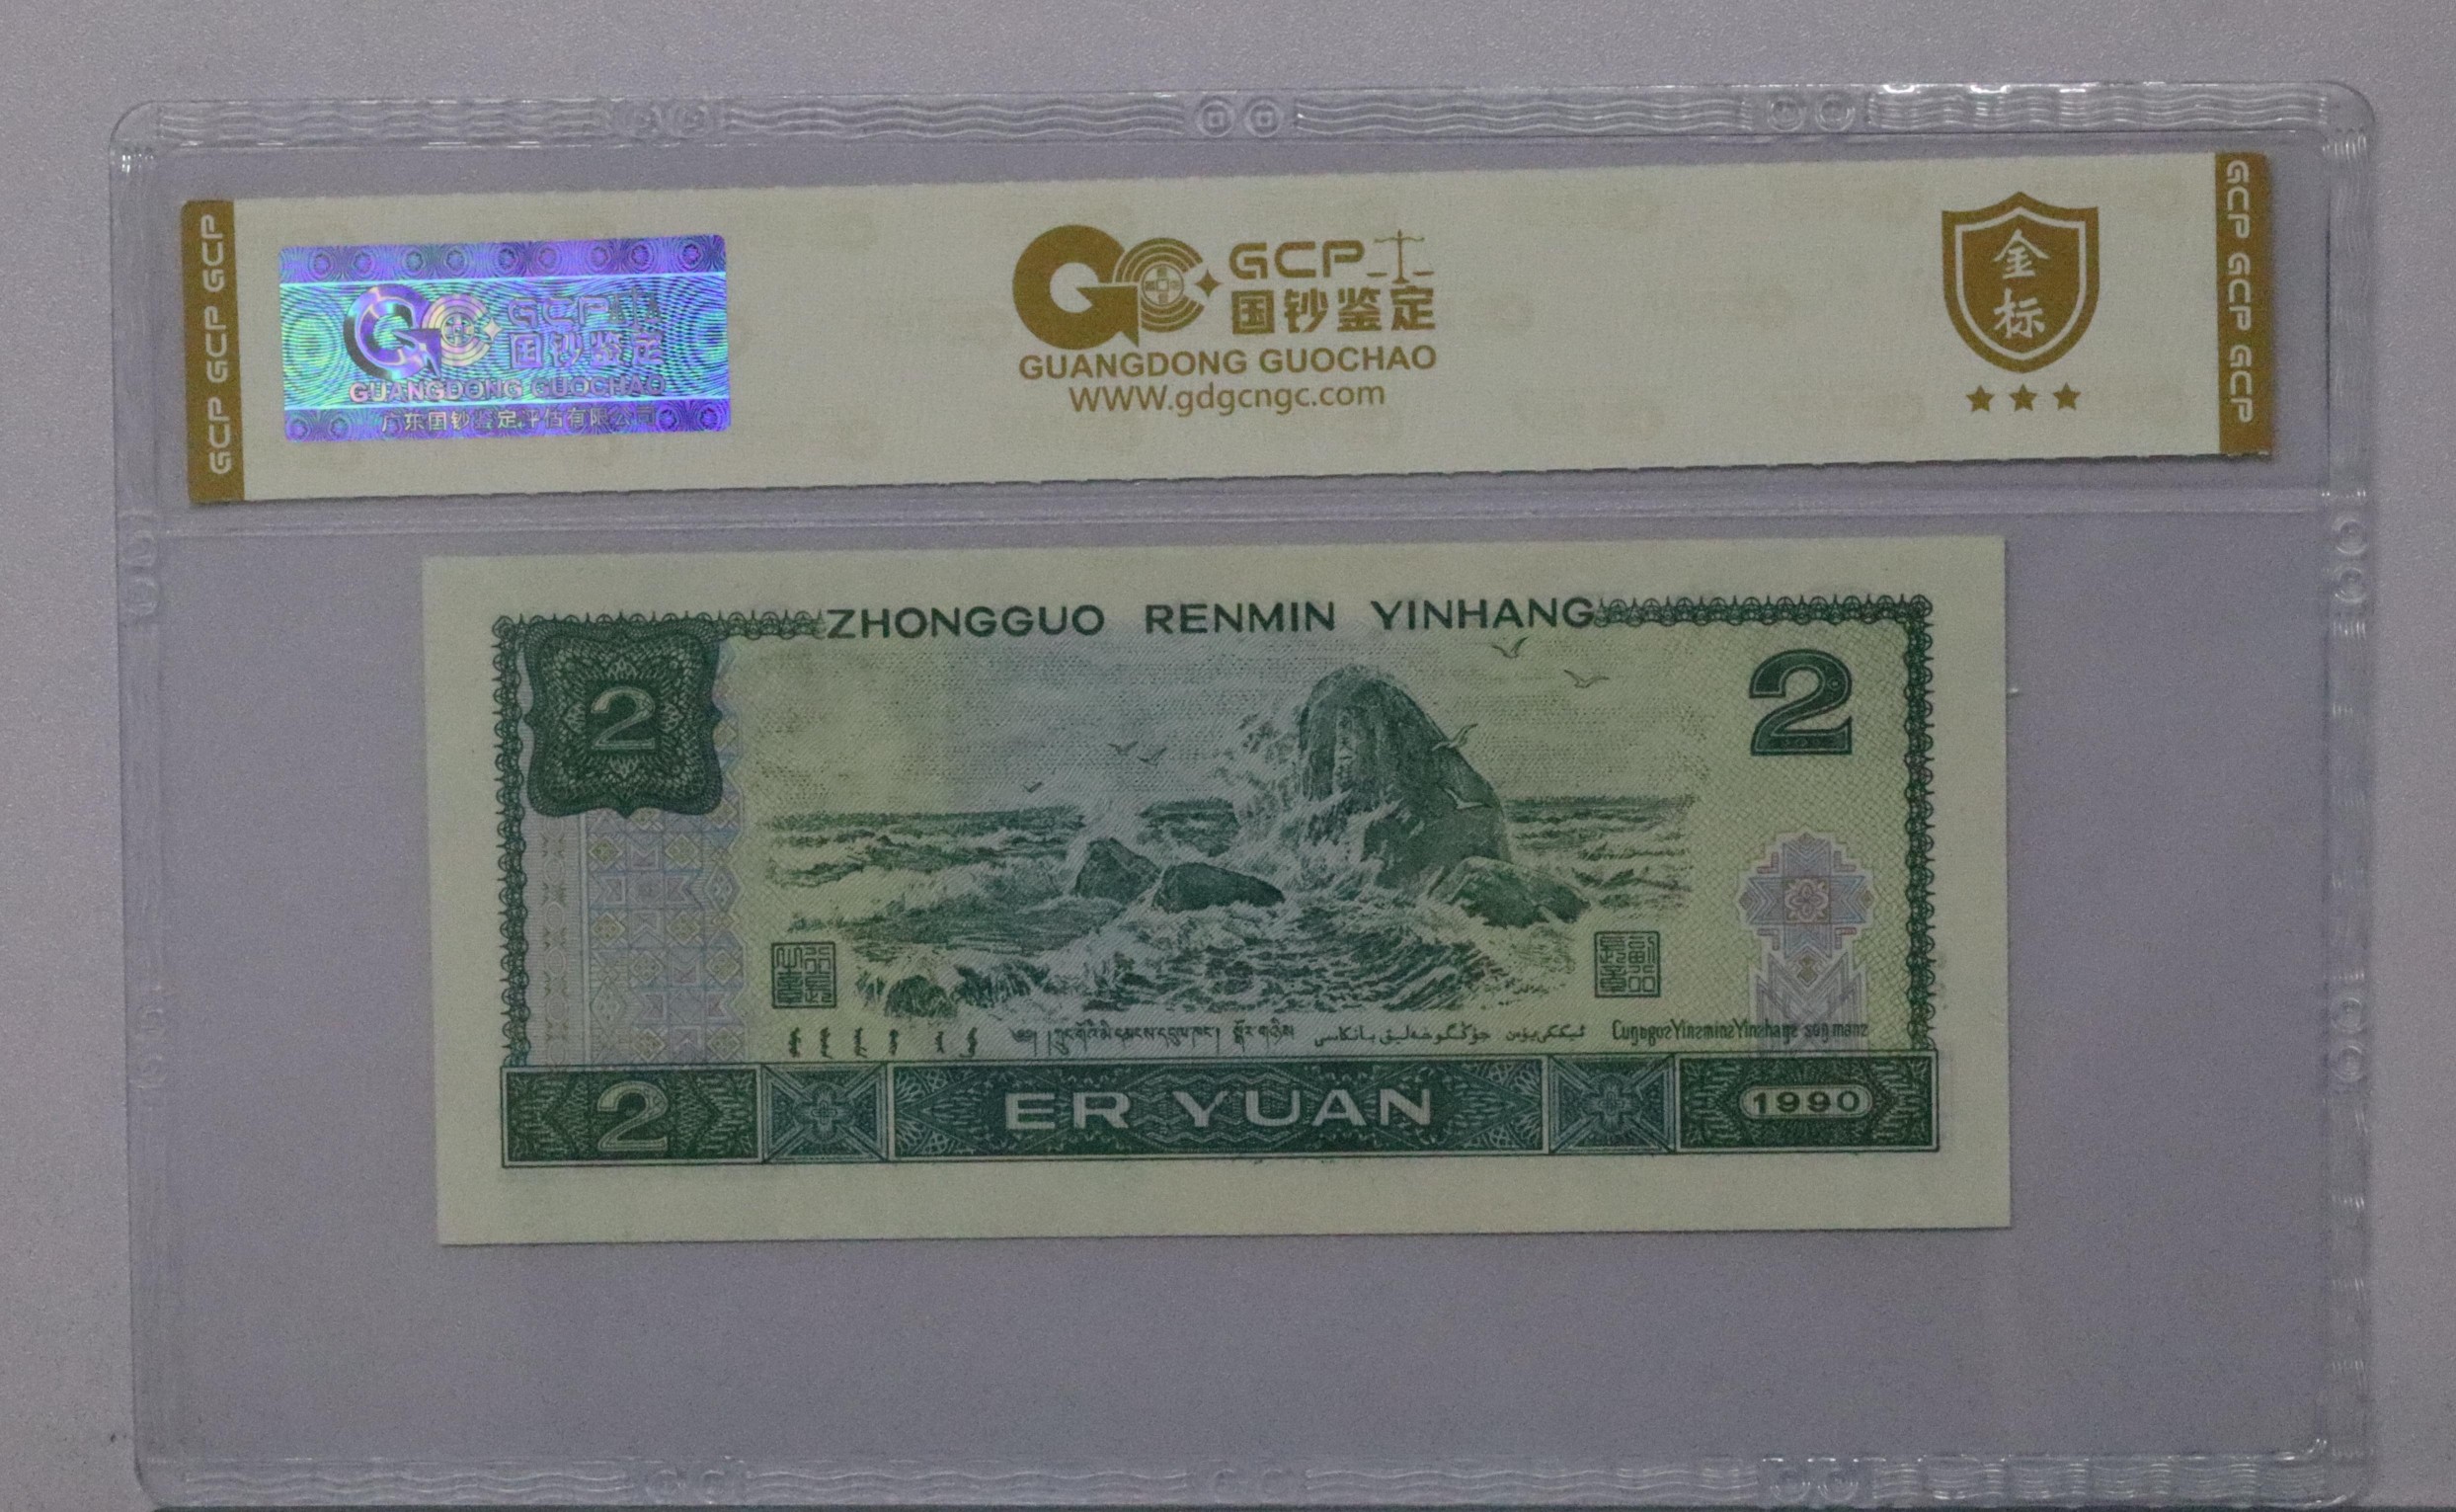 GCP GCP GCP
GCP
国钞鉴定
GUANGDONG GUOCHAO
广东国钞鉴定评估有限公司
GCP
国钞鉴定
GUANGDONG GUOCHAO
WWW.gdgcngc.com
金
标
GCP GCP GCP
ZHONGGUO RENMIN YINHANG
2
2
ER YUAN
2
1990